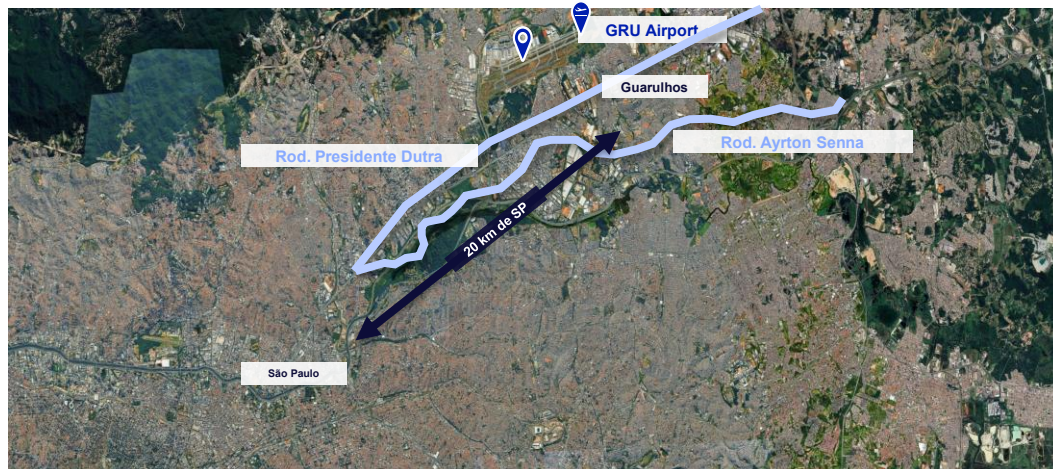 GRU Airport
Guarulhos
Rod. Presidente Dutra
Rod. Ayrton Senna
20 km de SP
São Paulo